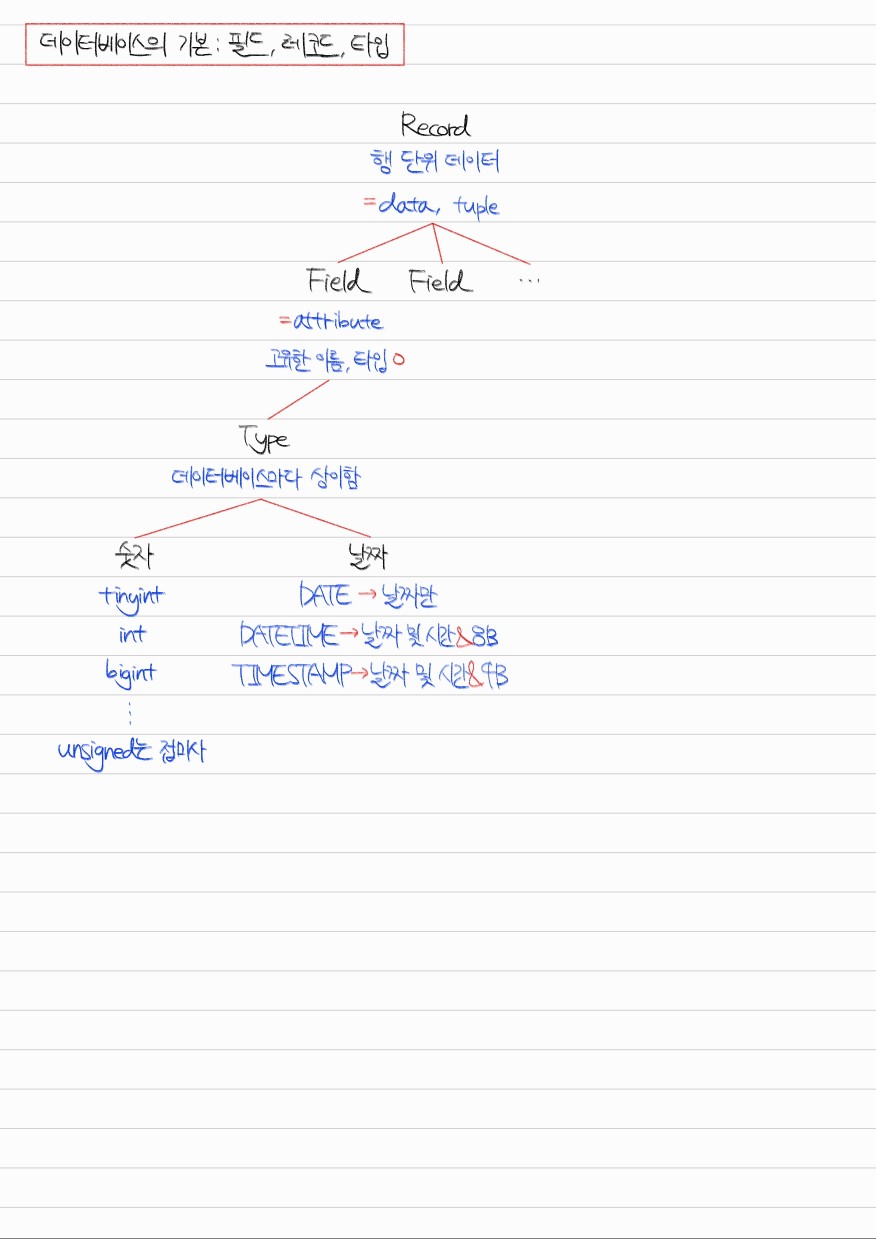 데이터베이스의 기본: 필드, 레코드, 타입
Record
행 단위 데이터
=data, tuple
Field Field ...
=attribute
고유한 이름, 타입 O
Type
데이터베이스마다 상이함
숫자 날짜
tinyint DATE → 날짜만
int DATETIME → 날짜 및 시간 & 8B
bigint TIMESTAMP → 날짜 및 시간 & 4B
⋮
unsigned는 접미사